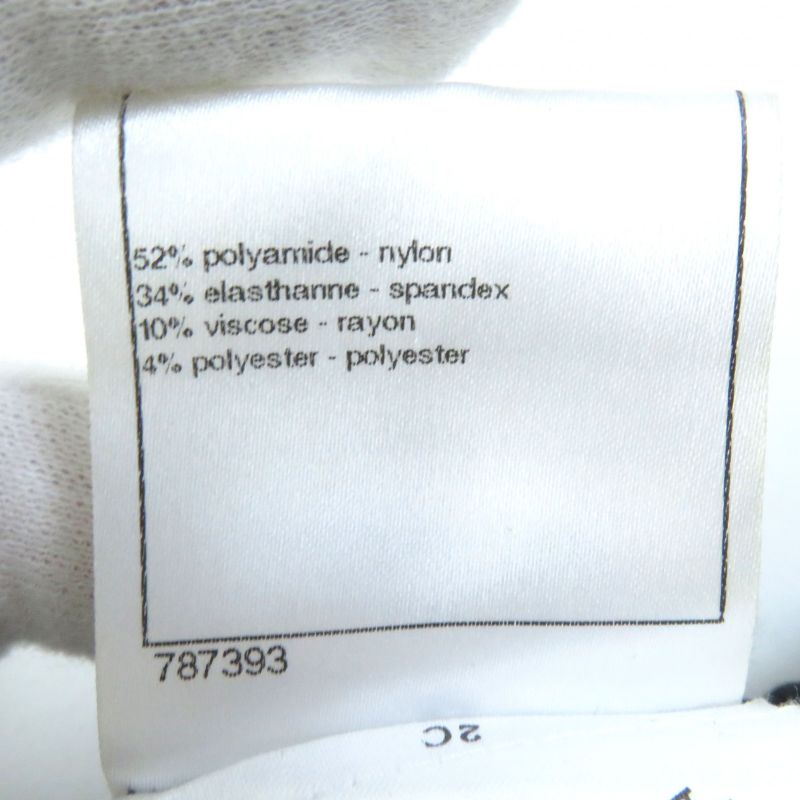 52% polyamide - nylon
34% elasthanne - spandex
10% viscose - rayon
4% polyester - polyester
787393
2C